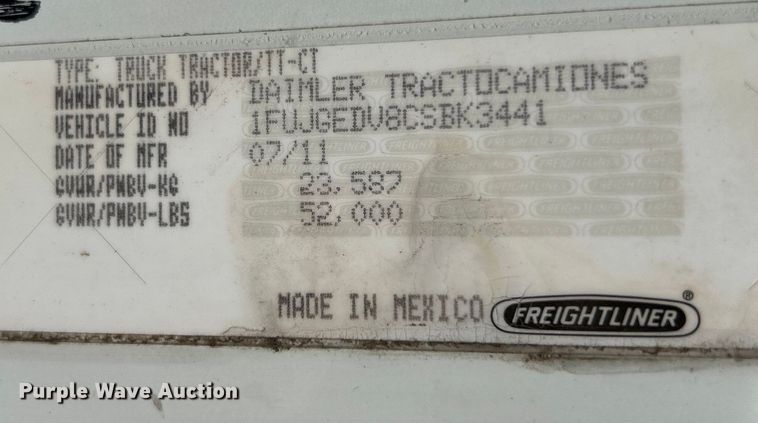 TYPE: TRUCK TRACTOR/TT-CT
MANUFACTURED BY DAIMLER TRACTOCAMIONES
VEHICLE ID NO 1FUJGEDV8CSBK3441
DATE OF MFR 07/11
GVWR/PNBV-KG 23,587
GVWR/PNBV-LBS 52,000
MADE IN MEXICO FREIGHTLINER®
Purple Wave Auction